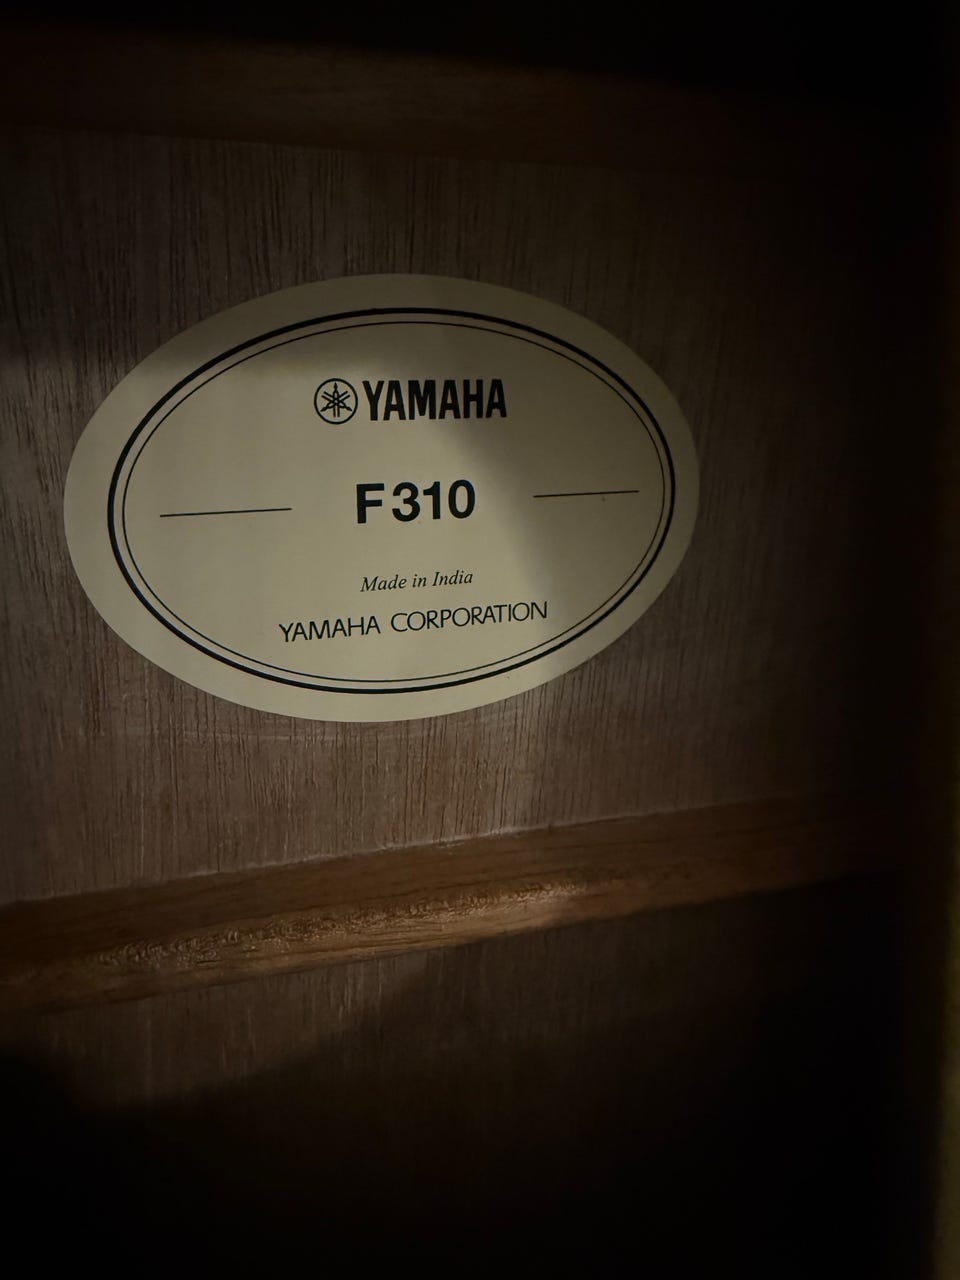 YAMAHA
F310
Made in India
YAMAHA CORPORATION